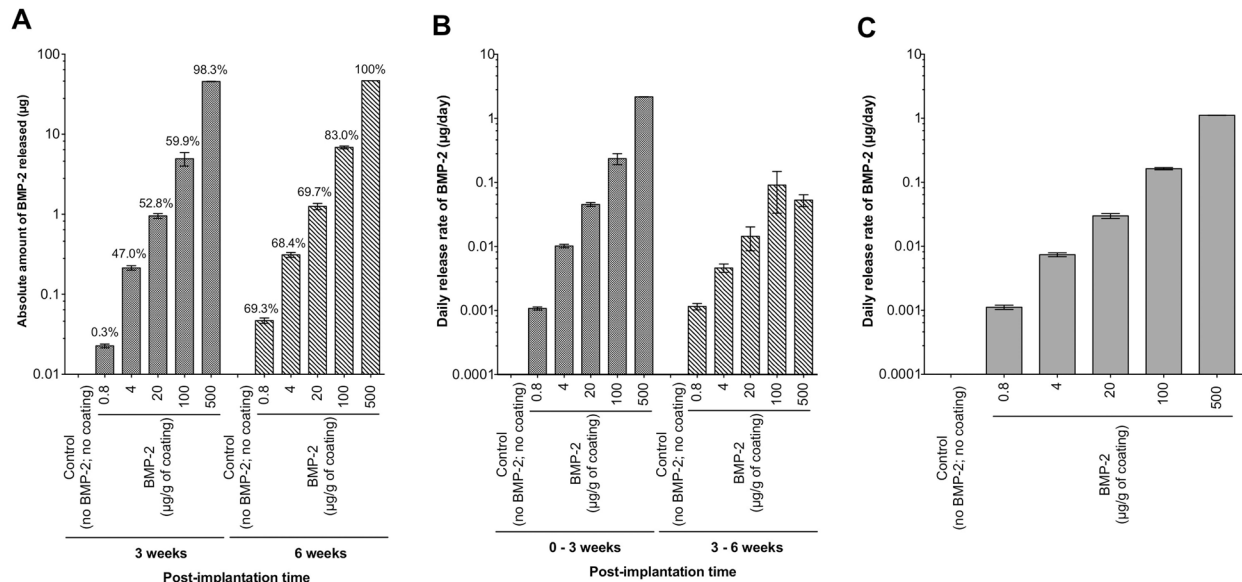 A
Absolute amount of BMP-2 released (µg)
100
10
1
0.1
0.01
0.3%
47.0%
52.8%
59.9%
98.3%
69.3%
68.4%
69.7%
83.0%
100%
Control
(no BMP-2; no coating)
0.8
4
20
100
500
BMP-2
(µg/g of coating)
Control
(no BMP-2; no coating)
0.8
4
20
100
500
BMP-2
(µg/g of coating)
3 weeks
6 weeks
Post-implantation time
B
Daily release rate of BMP-2 (µg/day)
10
1
0.1
0.01
0.001
0.0001
Control
(no BMP-2; no coating)
0.8
4
20
100
500
BMP-2
(µg/g of coating)
Control
(no BMP-2; no coating)
0.8
4
20
100
500
BMP-2
(µg/g of coating)
0 - 3 weeks
3 - 6 weeks
Post-implantation time
C
Daily release rate of BMP-2 (µg/day)
10
1
0.1
0.01
0.001
0.0001
Control
(no BMP-2; no coating)
0.8
4
20
100
500
BMP-2
(µg/g of coating)